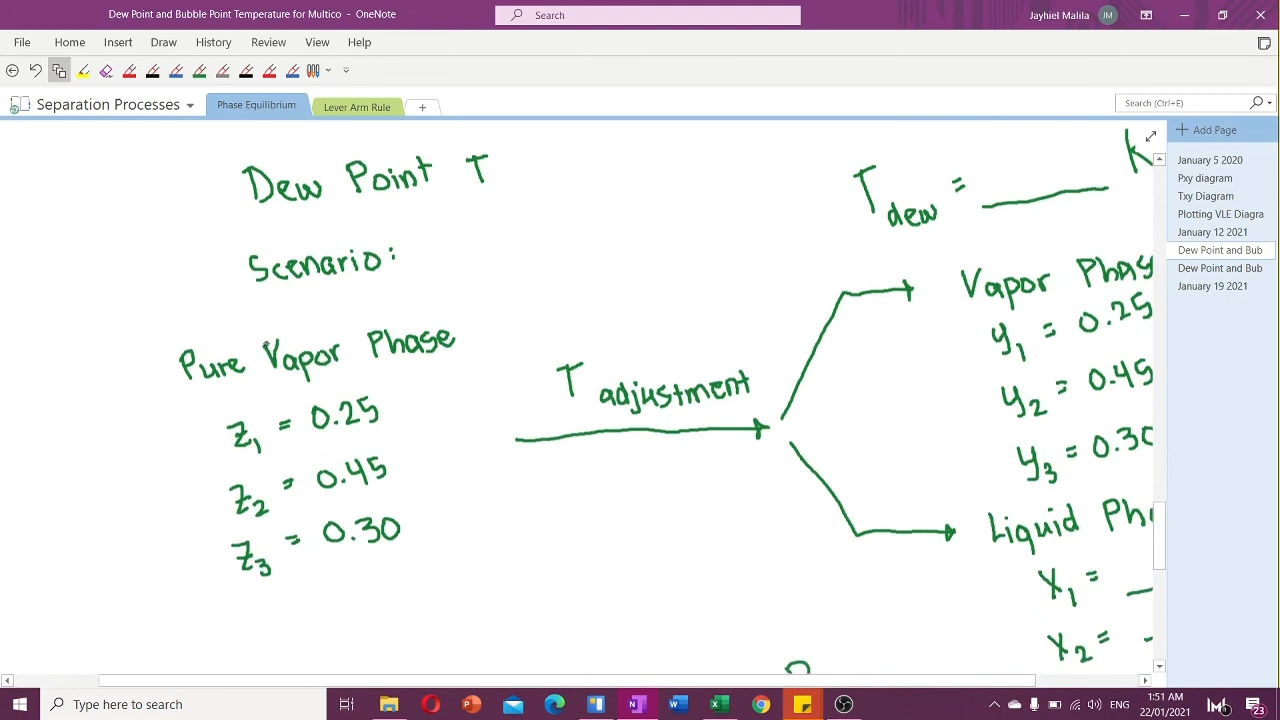 Dew Point and Bubble Point Temperature for Multico - OneNote
Search
Jayhiel Malila
JM
File Home Insert Draw History Review View Help
Separation Processes
Phase Equilibrium
Lever Arm Rule
Search (Ctrl+E)
Add Page
January 5 2020
Pxy diagram
Txy Diagram
Plotting VLE Diagra
January 12 2021
Dew Point and Bub
Dew Point and Bub
January 19 2021
Dew Point T
Scenario:
Pure Vapor Phase
z1 = 0.25
z2 = 0.45
z3 = 0.30
T adjustment
T dew = ____ K
Vapor Phas
y1 = 0.25
y2 = 0.45
y3 = 0.30
Liquid Ph
x1 = _
x2 = -
Type here to search
ENG
1:51 AM
22/01/2021
23